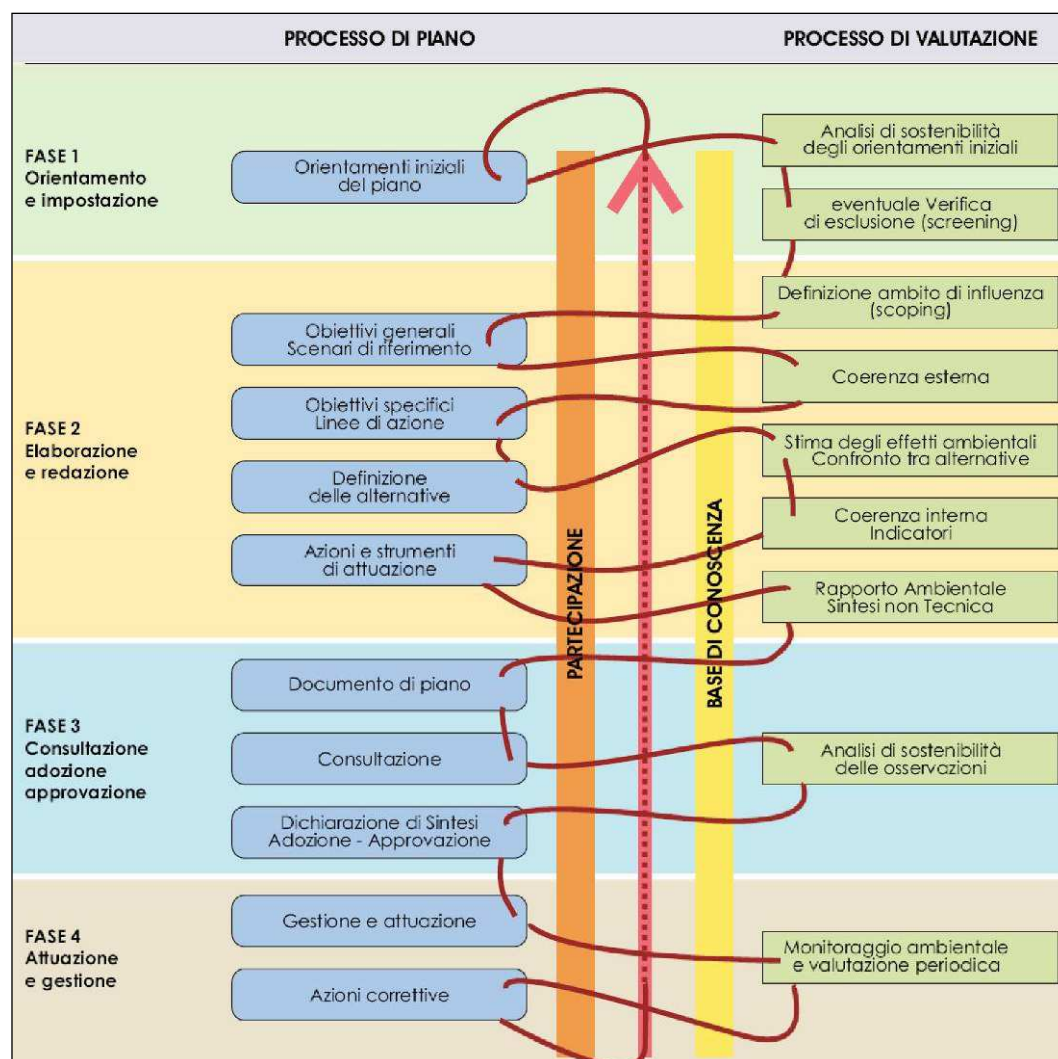 PROCESSO DI PIANO
PROCESSO DI VALUTAZIONE
FASE 1
Orientamento
e impostazione
Orientamenti iniziali
del piano
Analisi di sostenibilità
degli orientamenti iniziali
eventuale Verifica
di esclusione (screening)
FASE 2
Elaborazione
e redazione
Definizione ambito di influenza
(scoping)
Obiettivi generali
Scenari di riferimento
Coerenza esterna
Obiettivi specifici
Linee di azione
Stima degli effetti ambientali
Confronto tra alternative
Definizione
delle alternative
Coerenza interna
Indicatori
Azioni e strumenti
di attuazione
Rapporto Ambientale
Sintesi non Tecnica
PARTECIPAZIONE
BASE DI CONOSCENZA
FASE 3
Consultazione
adozione
approvazione
Documento di piano
Consultazione
Analisi di sostenibilità
delle osservazioni
Dichiarazione di Sintesi
Adozione - Approvazione
FASE 4
Attuazione
e gestione
Gestione e attuazione
Monitoraggio ambientale
e valutazione periodica
Azioni correttive